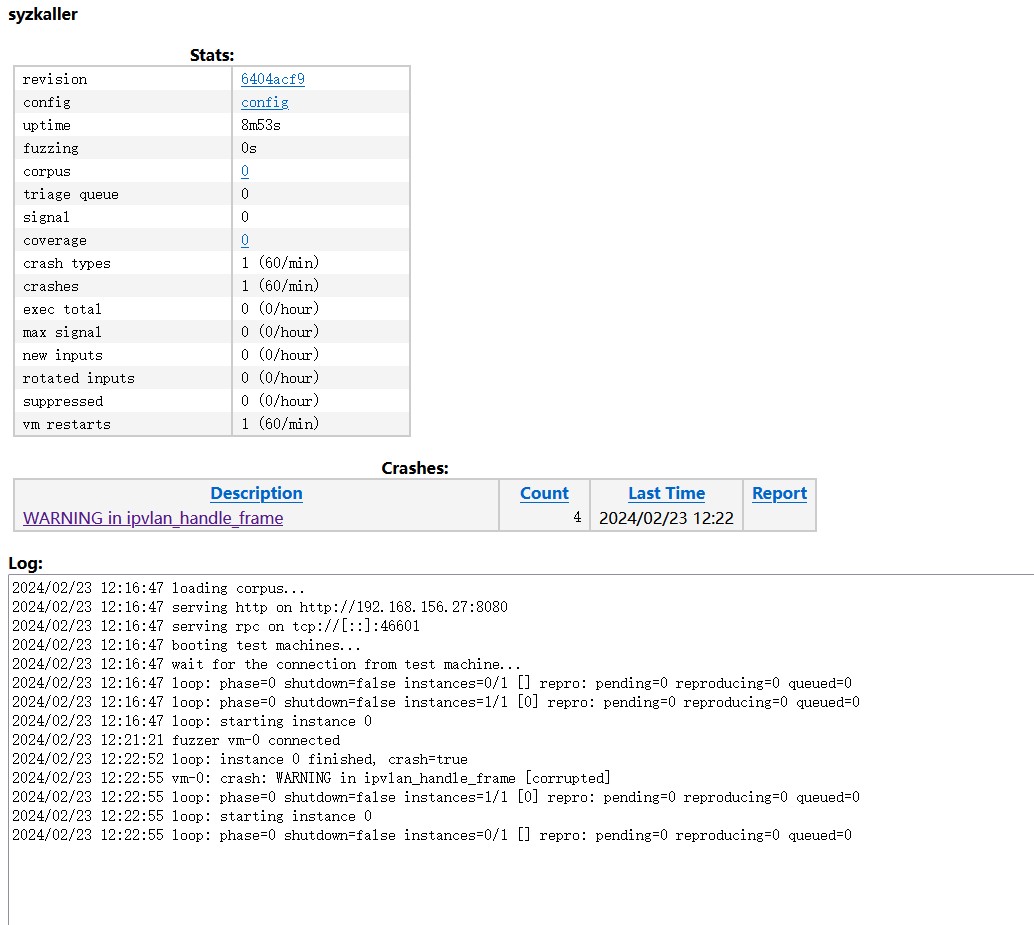 syzkaller
Stats:
revision 6404acf9
config config
uptime 8m53s
fuzzing 0s
corpus 0
triage queue 0
signal 0
coverage 0
crash types 1 (60/min)
crashes 1 (60/min)
exec total 0 (0/hour)
max signal 0 (0/hour)
new inputs 0 (0/hour)
rotated inputs 0 (0/hour)
suppressed 0 (0/hour)
vm restarts 1 (60/min)
Crashes:
Description Count Last Time Report
WARNING in ipvlan_handle_frame 4 2024/02/23 12:22
Log:
2024/02/23 12:16:47 loading corpus...
2024/02/23 12:16:47 serving http on http://192.168.156.27:8080
2024/02/23 12:16:47 serving rpc on tcp://[::]:46601
2024/02/23 12:16:47 booting test machines...
2024/02/23 12:16:47 wait for the connection from test machine...
2024/02/23 12:16:47 loop: phase=0 shutdown=false instances=0/1 [] repro: pending=0 reproducing=0 queued=0
2024/02/23 12:16:47 loop: phase=0 shutdown=false instances=1/1 [0] repro: pending=0 reproducing=0 queued=0
2024/02/23 12:16:47 loop: starting instance 0
2024/02/23 12:21:21 fuzzer vm-0 connected
2024/02/23 12:22:52 loop: instance 0 finished, crash=true
2024/02/23 12:22:55 vm-0: crash: WARNING in ipvlan_handle_frame [corrupted]
2024/02/23 12:22:55 loop: phase=0 shutdown=false instances=1/1 [0] repro: pending=0 reproducing=0 queued=0
2024/02/23 12:22:55 loop: starting instance 0
2024/02/23 12:22:55 loop: phase=0 shutdown=false instances=0/1 [] repro: pending=0 reproducing=0 queued=0